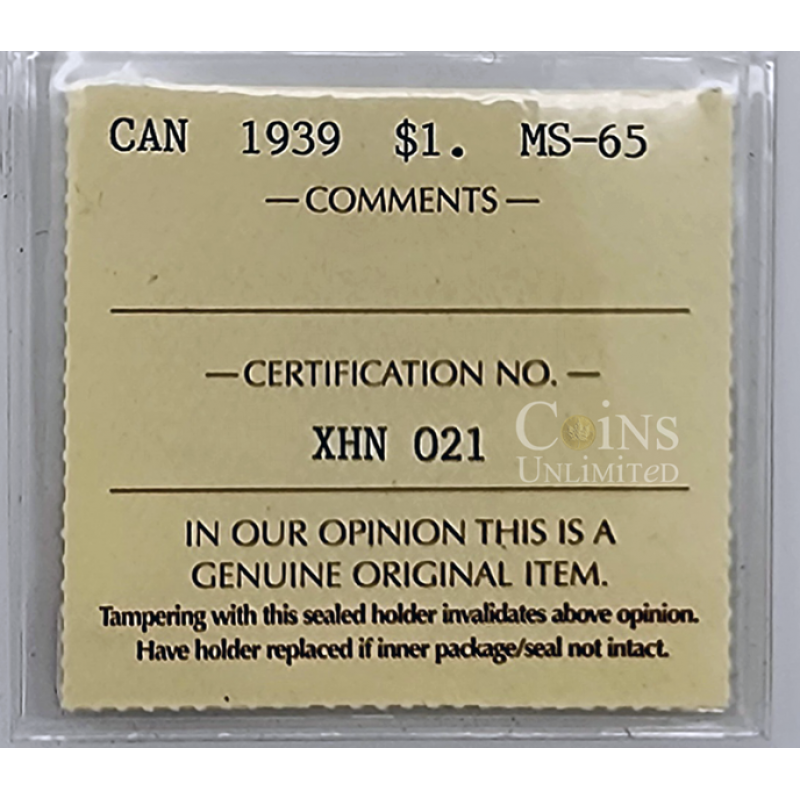 CAN 1939 $1. MS-65
— COMMENTS —
— CERTIFICATION NO. —
XHN 021
COiNS
UNLIMITED
IN OUR OPINION THIS IS A
GENUINE ORIGINAL ITEM.
Tampering with this sealed holder invalidates above opinion.
Have holder replaced if inner package/seal not intact.